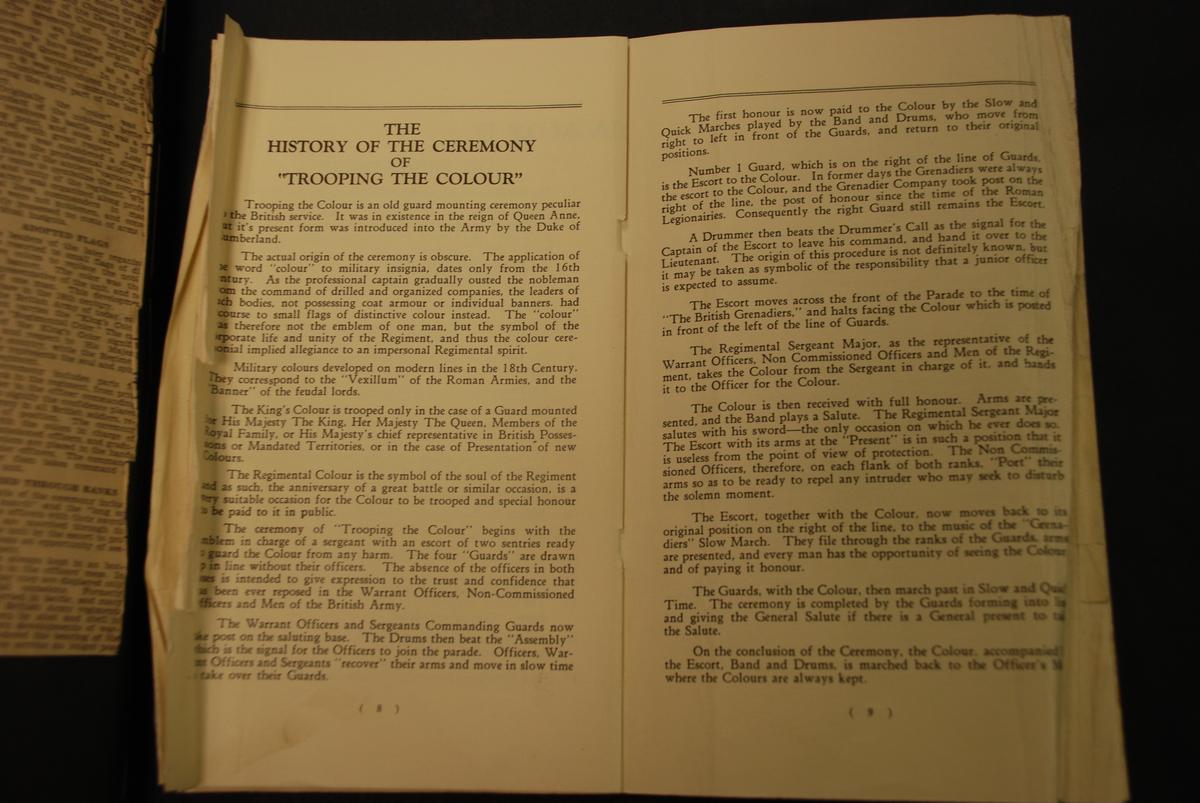 ADOPTED FLAGS
THROUGH RANKS
THE
HISTORY OF THE CEREMONY
OF
"TROOPING THE COLOUR"
Trooping the Colour is an old guard mounting ceremony peculiar
the British service. It was in existence in the reign of Queen Anne,
it's present form was introduced into the Army by the Duke of
umberland.
The actual origin of the ceremony is obscure. The application of
word "colour" to military insignia, dates only from the 16th
ntury. As the professional captain gradually ousted the nobleman
om the command of drilled and organized companies, the leaders of
ch bodies, not possessing coat armour or individual banners, had
course to small flags of distinctive colour instead. The "colour"
as therefore not the emblem of one man, but the symbol of the
rporate life and unity of the Regiment, and thus the colour cere-
onial implied allegiance to an impersonal Regimental spirit.
Military colours developed on modern lines in the 18th Century.
They correspond to the "Vexillum" of the Roman Armies, and the
"Banner" of the feudal lords.
The King's Colour is trooped only in the case of a Guard mounted
for His Majesty The King, Her Majesty The Queen, Members of the
Royal Family, or His Majesty's chief representative in British Posses-
sions or Mandated Territories, or in the case of Presentation of new
Colours.
The Regimental Colour is the symbol of the soul of the Regiment
and as such, the anniversary of a great battle or similar occasion, is a
very suitable occasion for the Colour to be trooped and special honour
be paid to it in public.
The ceremony of "Trooping the Colour" begins with the
mblem in charge of a sergeant with an escort of two sentries ready
guard the Colour from any harm. The four "Guards" are drawn
p in line without their officers. The absence of the officers in both
ses is intended to give expression to the trust and confidence that
as been ever reposed in the Warrant Officers, Non-Commissioned
fficers and Men of the British Army.
The Warrant Officers and Sergeants Commanding Guards now
ke post on the saluting base. The Drums then beat the "Assembly"
hich is the signal for the Officers to join the parade. Officers, War-
nt Officers and Sergeants "recover" their arms and move in slow time
take over their Guards.
( 8 )
The first honour is now paid to the Colour by the Slow and
Quick Marches played by the Band and Drums, who move from
right to left in front of the Guards, and return to their original
positions.
Number 1 Guard, which is on the right of the line of Guards,
is the Escort to the Colour. In former days the Grenadiers were always
the escort to the Colour, and the Grenadier Company took post on the
right of the line, the post of honour since the time of the Roman
Legionairies. Consequently the right Guard still remains the Escort.
A Drummer then beats the Drummer's Call as the signal for the
Captain of the Escort to leave his command, and hand it over to the
Lieutenant. The origin of this procedure is not definitely known, but
it may be taken as symbolic of the responsibility that a junior officer
is expected to assume.
The Escort moves across the front of the Parade to the time of
"The British Grenadiers," and halts facing the Colour which is posted
in front of the left of the line of Guards.
The Regimental Sergeant Major, as the representative of the
Warrant Officers, Non Commissioned Officers and Men of the Regi-
ment, takes the Colour from the Sergeant in charge of it, and hands
it to the Officer for the Colour.
The Colour is then received with full honour. Arms are pre-
sented, and the Band plays a Salute. The Regimental Sergeant Major
salutes with his sword—the only occasion on which he ever does so.
The Escort with its arms at the "Present" is in such a position that it
is useless from the point of view of protection. The Non Commis-
sioned Officers, therefore, on each flank of both ranks, "Port" their
arms so as to be ready to repel any intruder who may seek to disturb
the solemn moment.
The Escort, together with the Colour, now moves back to its
original position on the right of the line, to the music of the "Grena-
diers" Slow March. They file through the ranks of the Guards, arms
are presented, and every man has the opportunity of seeing the Colour
and of paying it honour.
The Guards, with the Colour, then march past in Slow and Quic
Time. The ceremony is completed by the Guards forming into
and giving the General Salute if there is a General present to
the Salute.
On the conclusion of the Ceremony, the Colour, accompanied
the Escort, Band and Drums, is marched back to the Officer's M
where the Colours are always kept.
( 9 )